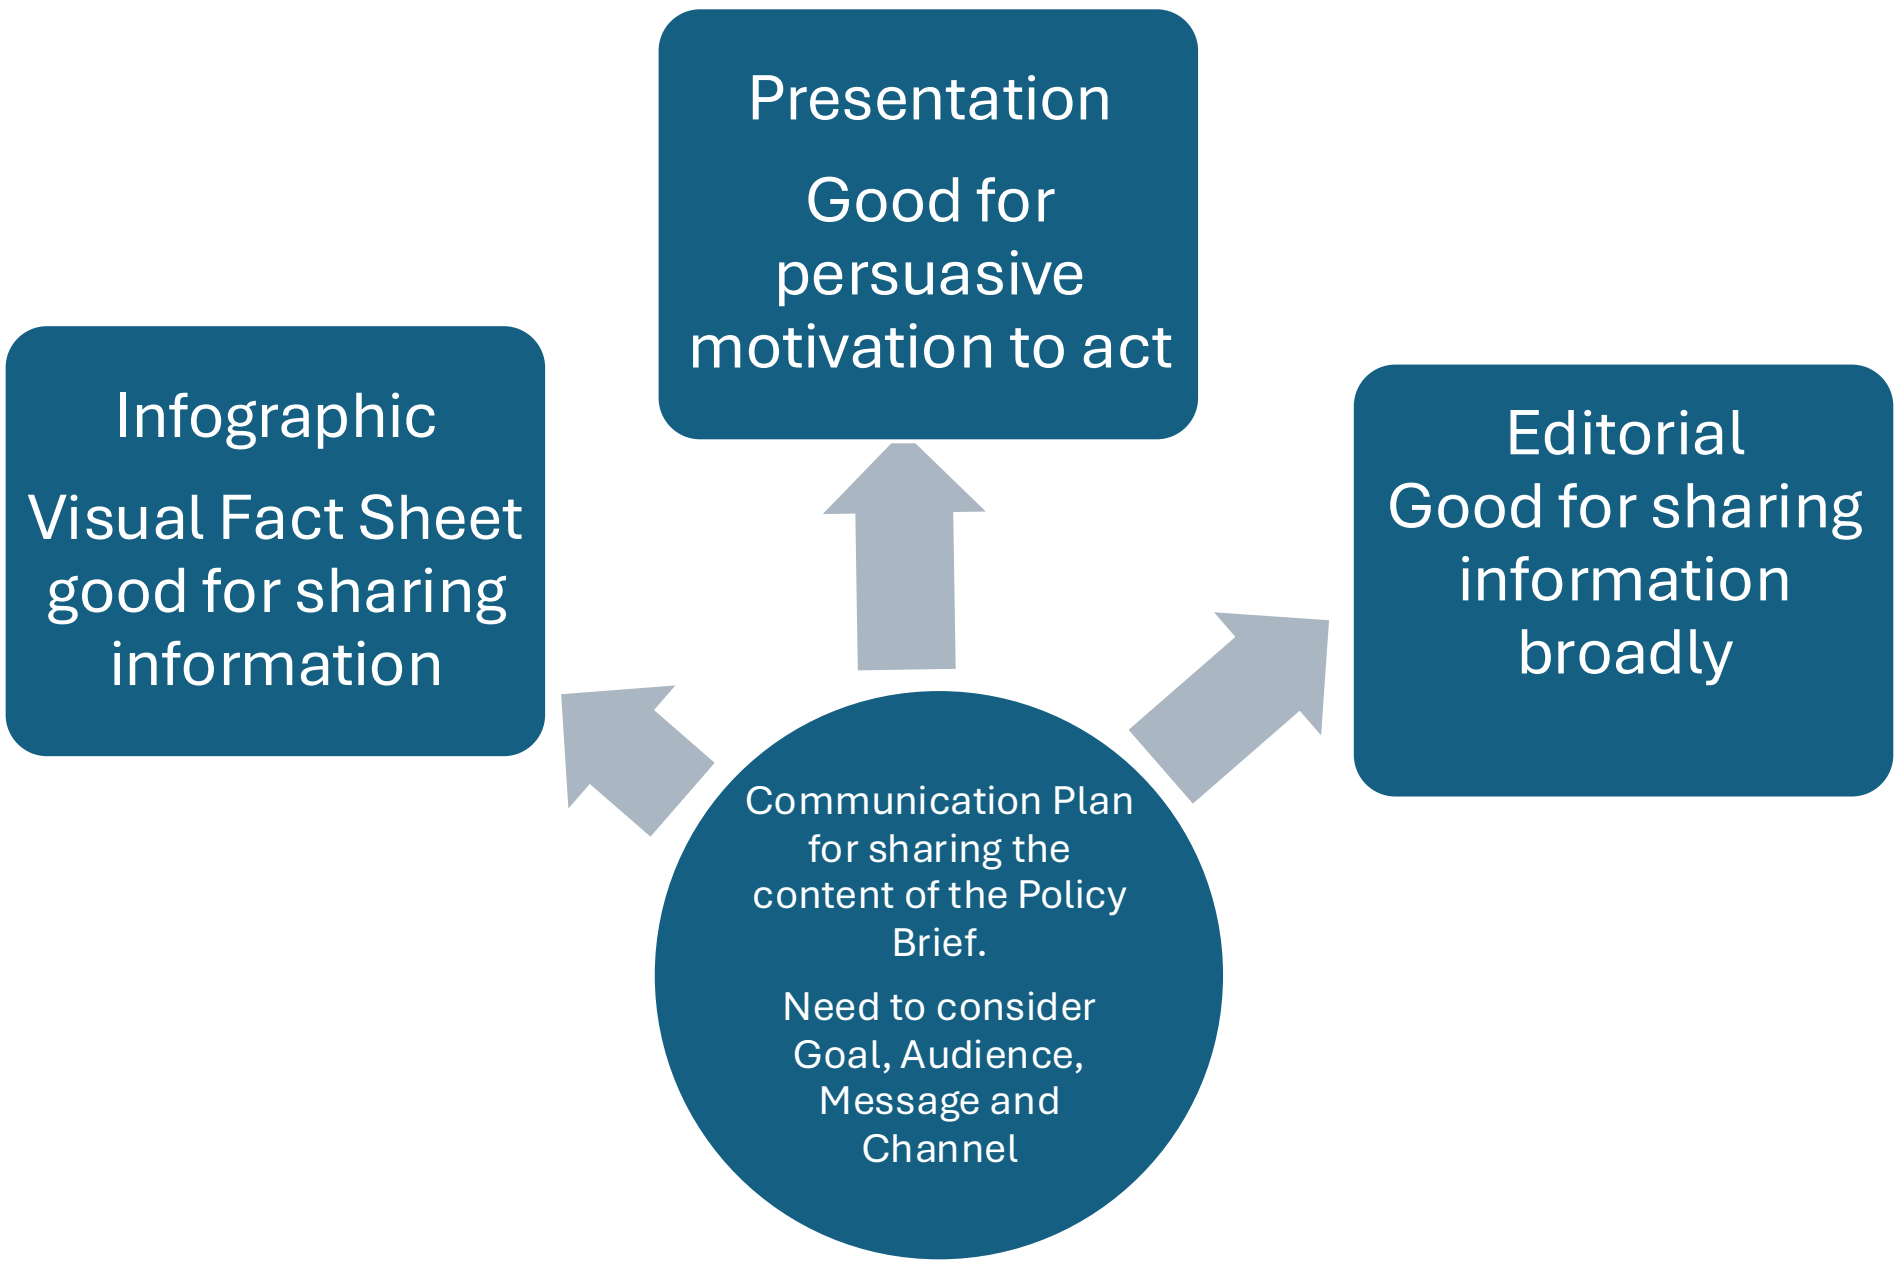 Presentation
Good for
persuasive
motivation to act
Infographic
Visual Fact Sheet
good for sharing
information
Editorial
Good for sharing
information
broadly
Communication Plan
for sharing the
content of the Policy
Brief.
Need to consider
Goal, Audience,
Message and
Channel